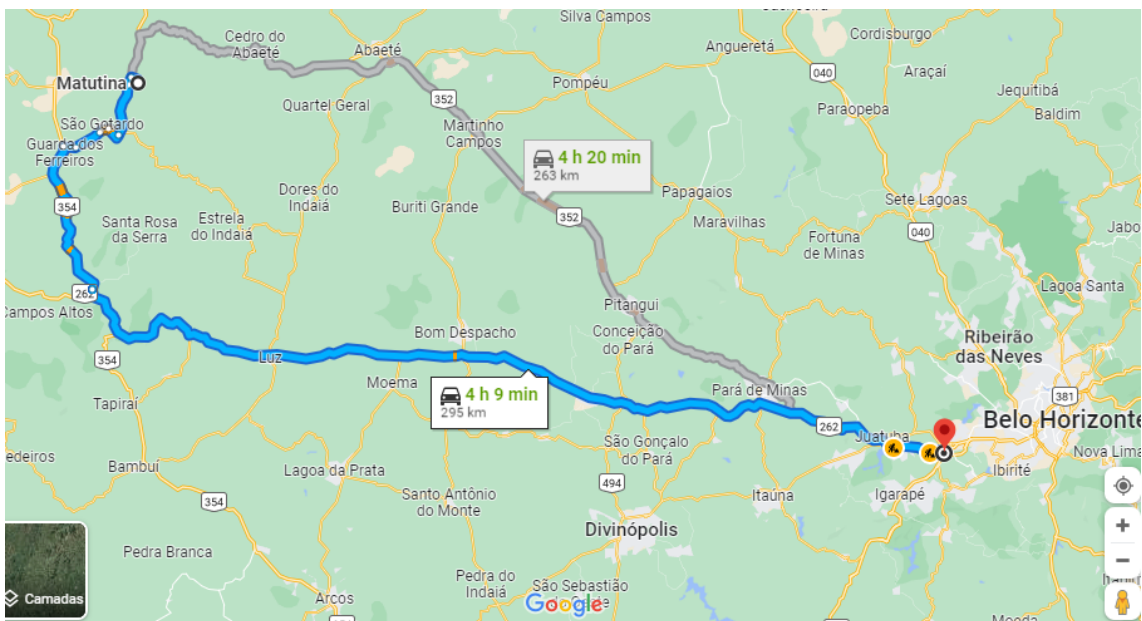 Silva Campos
Cordisburgo
Cedro do
Abaeté
Abaeté
Angueretá
Araçaí
Matutina
040
Pompéu
Jequitibá
Quartel Geral
352
Paraopeba
Baldim
São Gotardo
Martinho
Campos
Guarda dos
Ferreiros
4 h 20 min
263 km
Dores do
Indaiá
Papagaios
Sete Lagoas
354
Buriti Grande
352
Santa Rosa
da Serra
Estrela
do Indaiá
Maravilhas
040
Jabo
Fortuna
de Minas
262
Lagoa Santa
Campos Altos
Pitangui
Bom Despacho
Conceição
do Pará
Ribeirão
das Neves
354
Luz
Moema
4 h 9 min
295 km
Pará de Minas
381
Tapiraí
262
Belo Horizonte
Juatuba
São Gonçalo
do Pará
Nova Lima
edeiros
Bambuí
Lagoa da Prata
Ibirité
494
Itaúna
Igarapé
354
Santo Antônio
do Monte
Divinópolis
Pedra Branca
Pedra do
Indaiá
São Sebastião
Camadas
Arcos
Google
Moeda